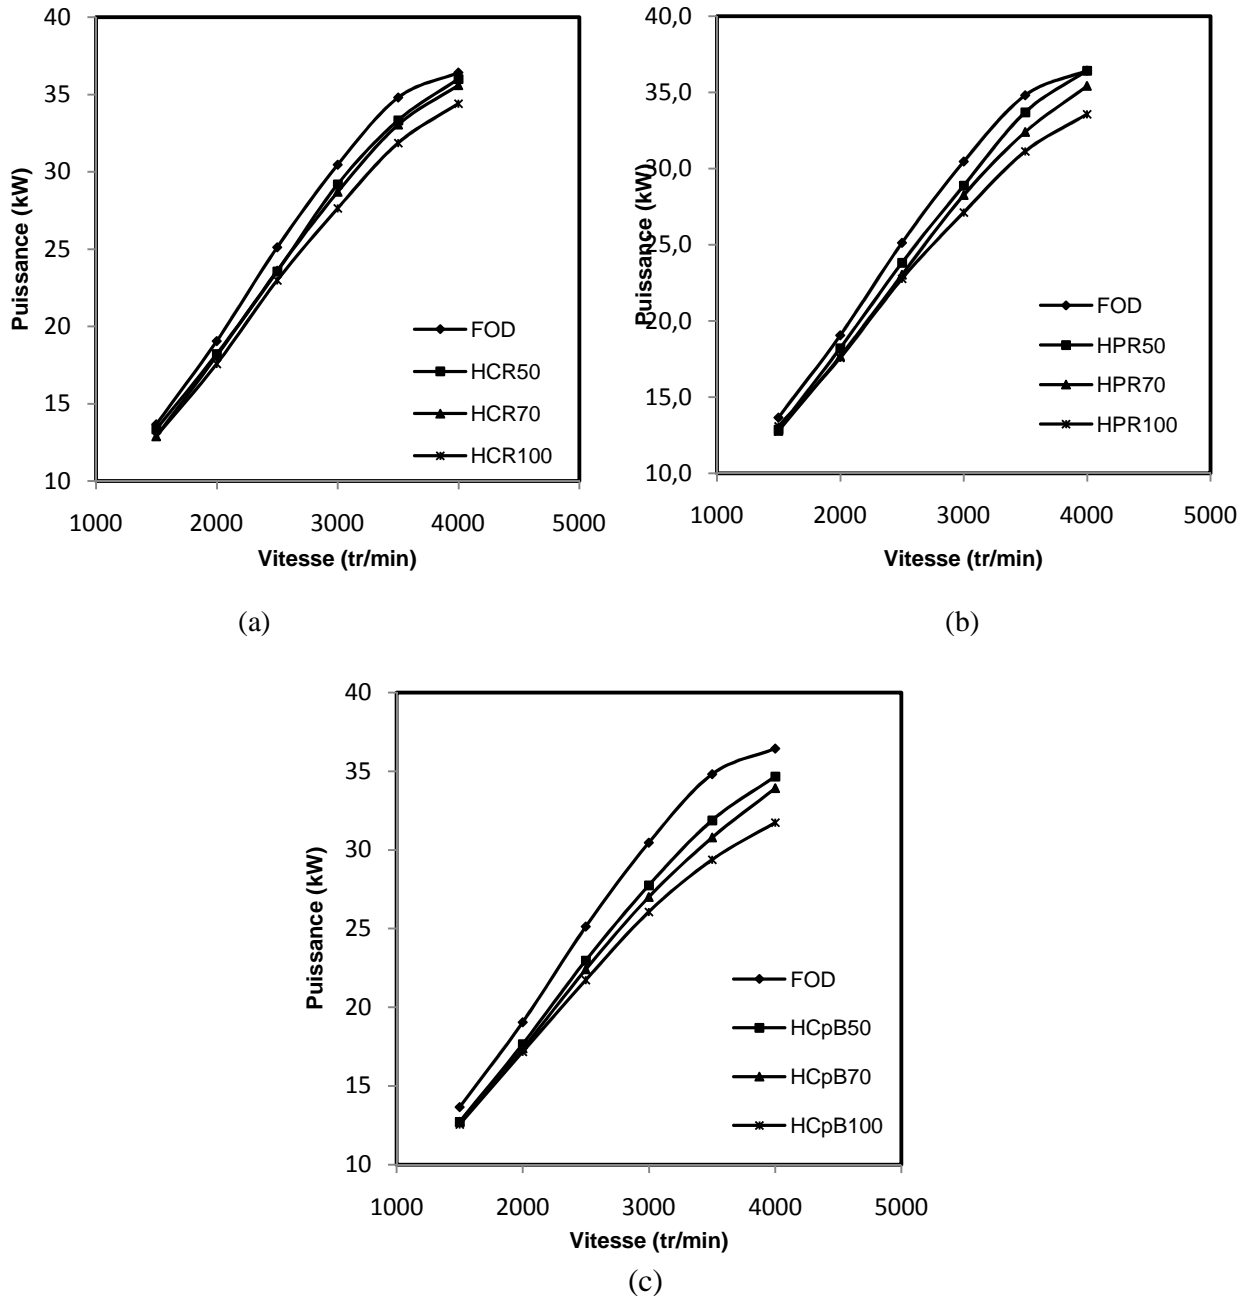 40
35
30
25
20
15
10
Puissance (kW)
FOD
HCR50
HCR70
HCR100
1000 2000 3000 4000 5000
Vitesse (tr/min)
(a)
40,0
35,0
30,0
25,0
20,0
15,0
10,0
Puissance (kW)
FOD
HPR50
HPR70
HPR100
1000 2000 3000 4000 5000
Vitesse (tr/min)
(b)
40
35
30
25
20
15
10
Puissance (kW)
FOD
HCpB50
HCpB70
HCpB100
1000 2000 3000 4000 5000
Vitesse (tr/min)
(c)